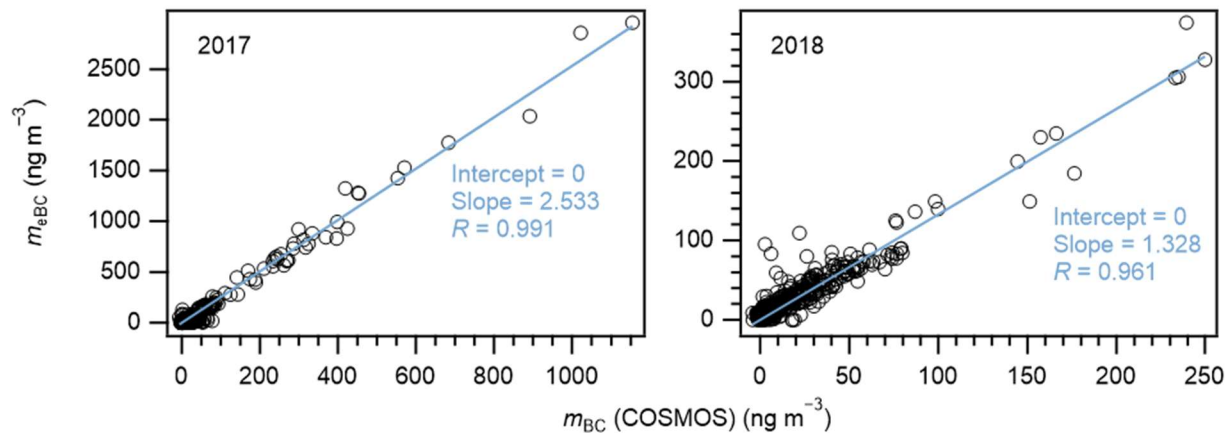 2017
2018
m_eBC (ng m⁻³)
2500
2000
1500
1000
500
0
300
200
100
0
Intercept = 0
Slope = 2.533
R = 0.991
Intercept = 0
Slope = 1.328
R = 0.961
0 200 400 600 800 1000
0 50 100 150 200 250
m_BC (COSMOS) (ng m⁻³)